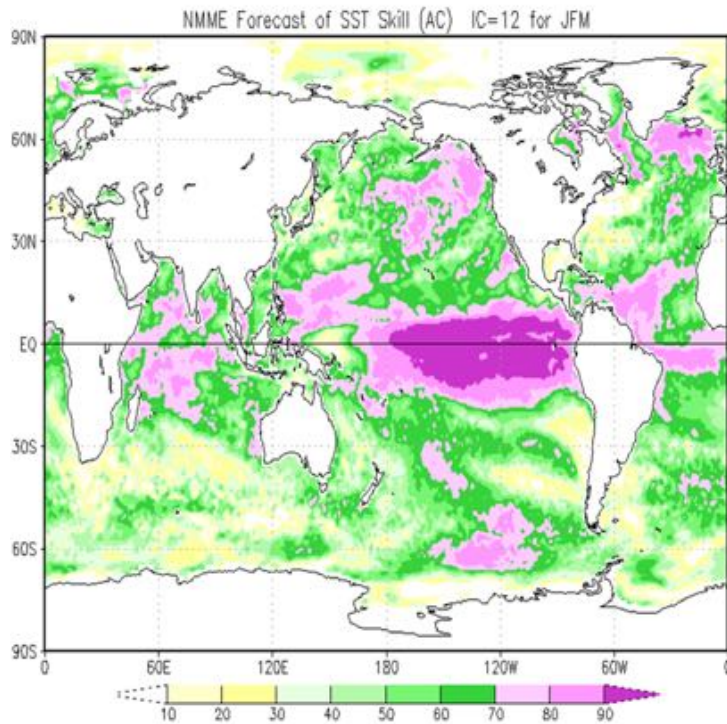 NMME Forecast of SST Skill (AC) IC=12 for JFM
90N
60N
30N
EQ
30S
60S
90S
0 60E 120E 180 120W 60W 0
10 20 30 40 50 60 70 80 90